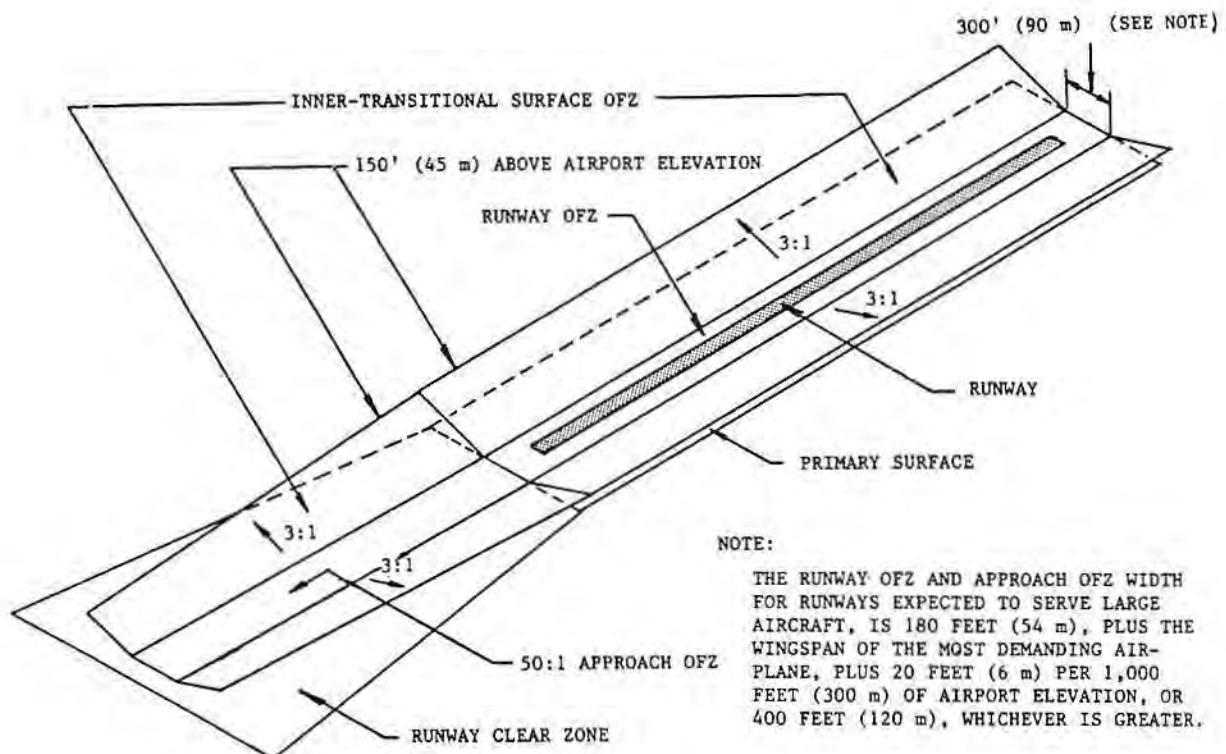 300' (90 m) (SEE NOTE)
INNER-TRANSITIONAL SURFACE OFZ
150' (45 m) ABOVE AIRPORT ELEVATION
RUNWAY OFZ
3:1
3:1
RUNWAY
PRIMARY SURFACE
3:1
3:1
50:1 APPROACH OFZ
RUNWAY CLEAR ZONE
NOTE:
THE RUNWAY OFZ AND APPROACH OFZ WIDTH
FOR RUNWAYS EXPECTED TO SERVE LARGE
AIRCRAFT, IS 180 FEET (54 m), PLUS THE
WINGSPAN OF THE MOST DEMANDING AIR-
PLANE, PLUS 20 FEET (6 m) PER 1,000
FEET (300 m) OF AIRPORT ELEVATION, OR
400 FEET (120 m), WHICHEVER IS GREATER.